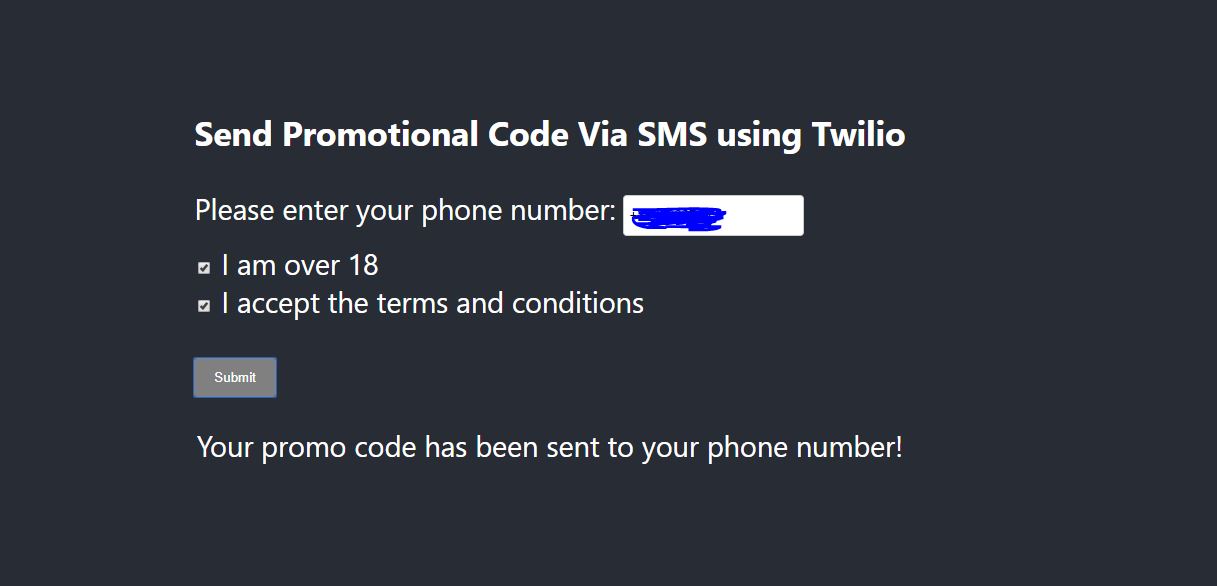 Send Promotional Code Via SMS using Twilio
Please enter your phone number:
I am over 18
I accept the terms and conditions
Submit
Your promo code has been sent to your phone number!